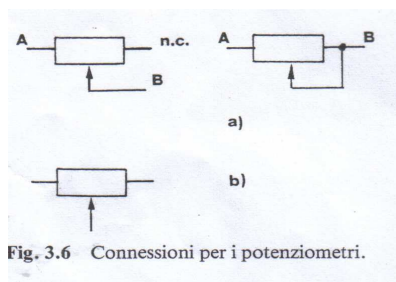 A n.c. A B
B
a)
b)
Fig. 3.6 Connessioni per i potenziometri.